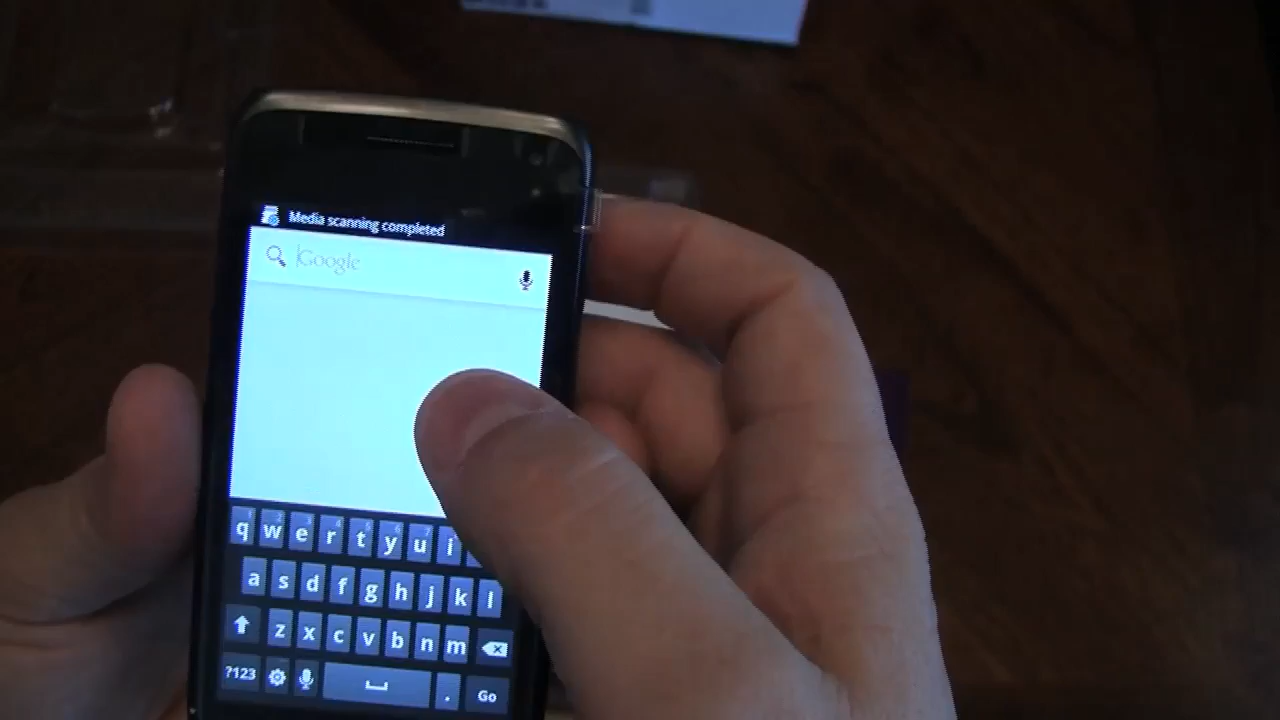 Media scanning completed
Google
q w e r t y u i
a s d f g h j k l
z x c v b n m
?123 . Go